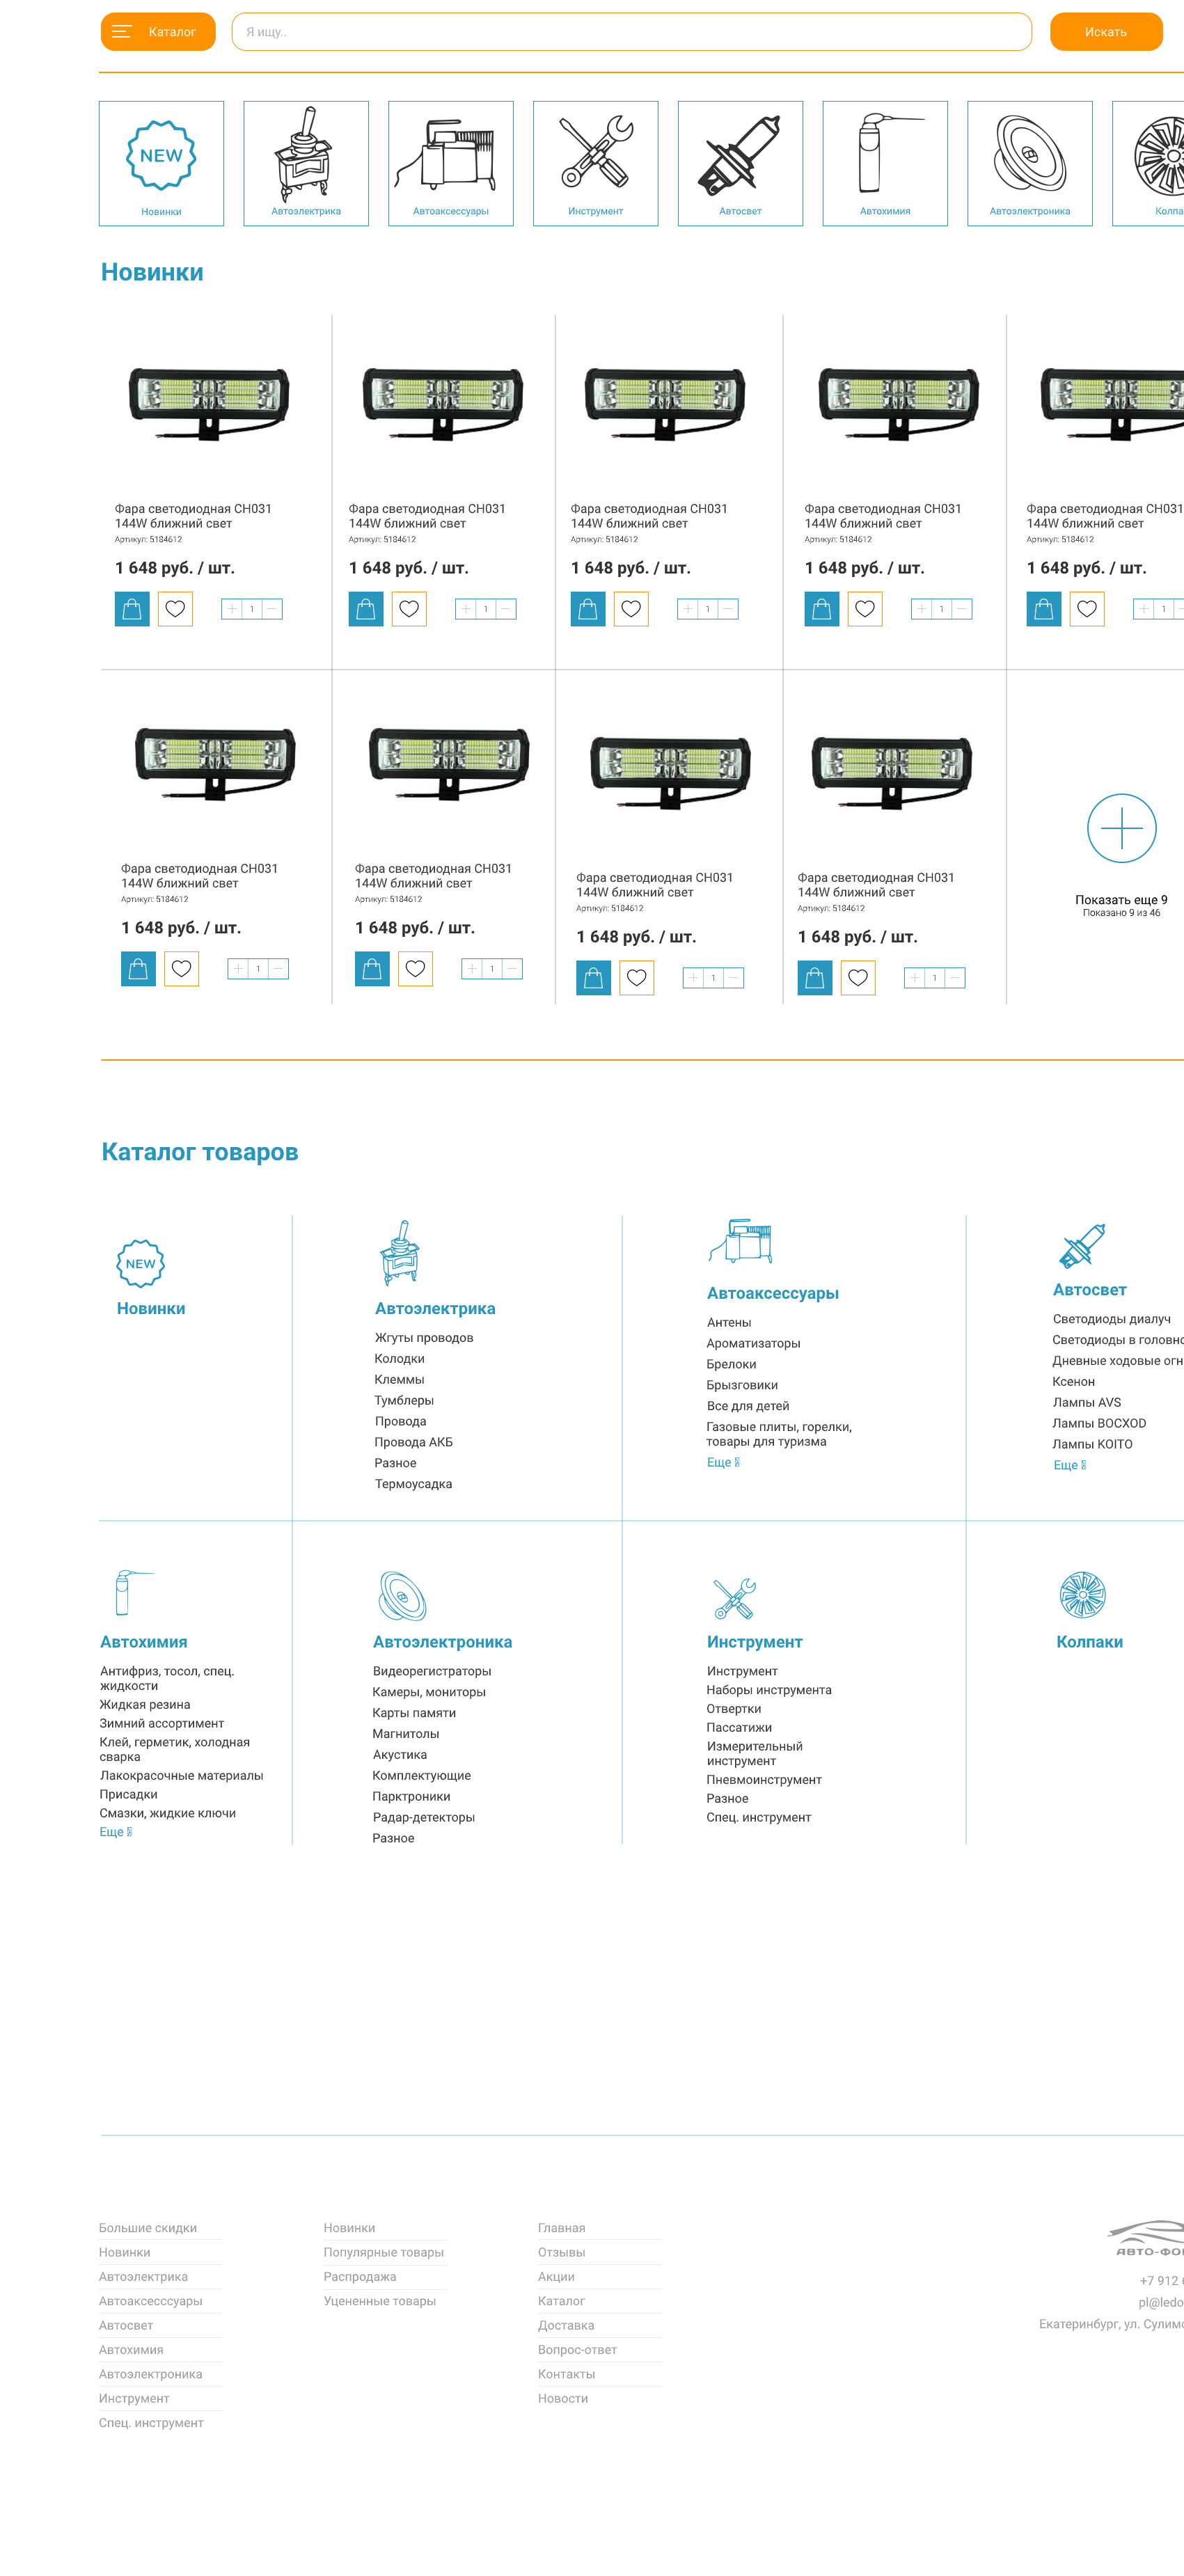 Каталог
Я ищу..
Искать
NEW
Новинки
Автоэлектрика
Автоаксессуары
Инструмент
Автосвет
Автохимия
Автоэлектроника
Колпа
Новинки
Фара светодиодная CH031
144W ближний свет
Артикул: 5184612
1 648 руб. / шт.
1
Фара светодиодная CH031
144W ближний свет
Артикул: 5184612
1 648 руб. / шт.
1
Фара светодиодная CH031
144W ближний свет
Артикул: 5184612
1 648 руб. / шт.
1
Фара светодиодная CH031
144W ближний свет
Артикул: 5184612
1 648 руб. / шт.
1
Фара светодиодная CH031
144W ближний свет
Артикул: 5184612
1 648 руб. / шт.
1
Фара светодиодная CH031
144W ближний свет
Артикул: 5184612
1 648 руб. / шт.
1
Фара светодиодная CH031
144W ближний свет
Артикул: 5184612
1 648 руб. / шт.
1
Фара светодиодная CH031
144W ближний свет
Артикул: 5184612
1 648 руб. / шт.
1
Фара светодиодная CH031
144W ближний свет
Артикул: 5184612
1 648 руб. / шт.
1
Показать еще 9
Показано 9 из 46
Каталог товаров
NEW
Новинки
Автоэлектрика
Жгуты проводов
Колодки
Клеммы
Тумблеры
Провода
Провода АКБ
Разное
Термоусадка
Автоаксессуары
Антены
Ароматизаторы
Брелоки
Брызговики
Все для детей
Газовые плиты, горелки,
товары для туризма
Еще
Автосвет
Светодиоды диалуч
Светодиоды в головно
Дневные ходовые огн
Ксенон
Лампы AVS
Лампы ВОСХОD
Лампы KOITO
Еще
Автохимия
Антифриз, тосол, спец.
жидкости
Жидкая резина
Зимний ассортимент
Клей, герметик, холодная
сварка
Лакокрасочные материалы
Присадки
Смазки, жидкие ключи
Еще
Автоэлектроника
Видеорегистраторы
Камеры, мониторы
Карты памяти
Магнитолы
Акустика
Комплектующие
Парктроники
Радар-детекторы
Разное
Инструмент
Инструмент
Наборы инструмента
Отвертки
Пассатижи
Измерительный
инструмент
Пневмоинструмент
Разное
Спец. инструмент
Колпаки
Большие скидки
Новинки
Автоэлектрика
Автоаксесссуары
Автосвет
Автохимия
Автоэлектроника
Инструмент
Спец. инструмент
Новинки
Популярные товары
Распродажа
Уцененные товары
Главная
Отзывы
Акции
Каталог
Доставка
Вопрос-ответ
Контакты
Новости
АВТО-ФО
+7 912
pl@ledo
Екатеринбург, ул. Сулимо